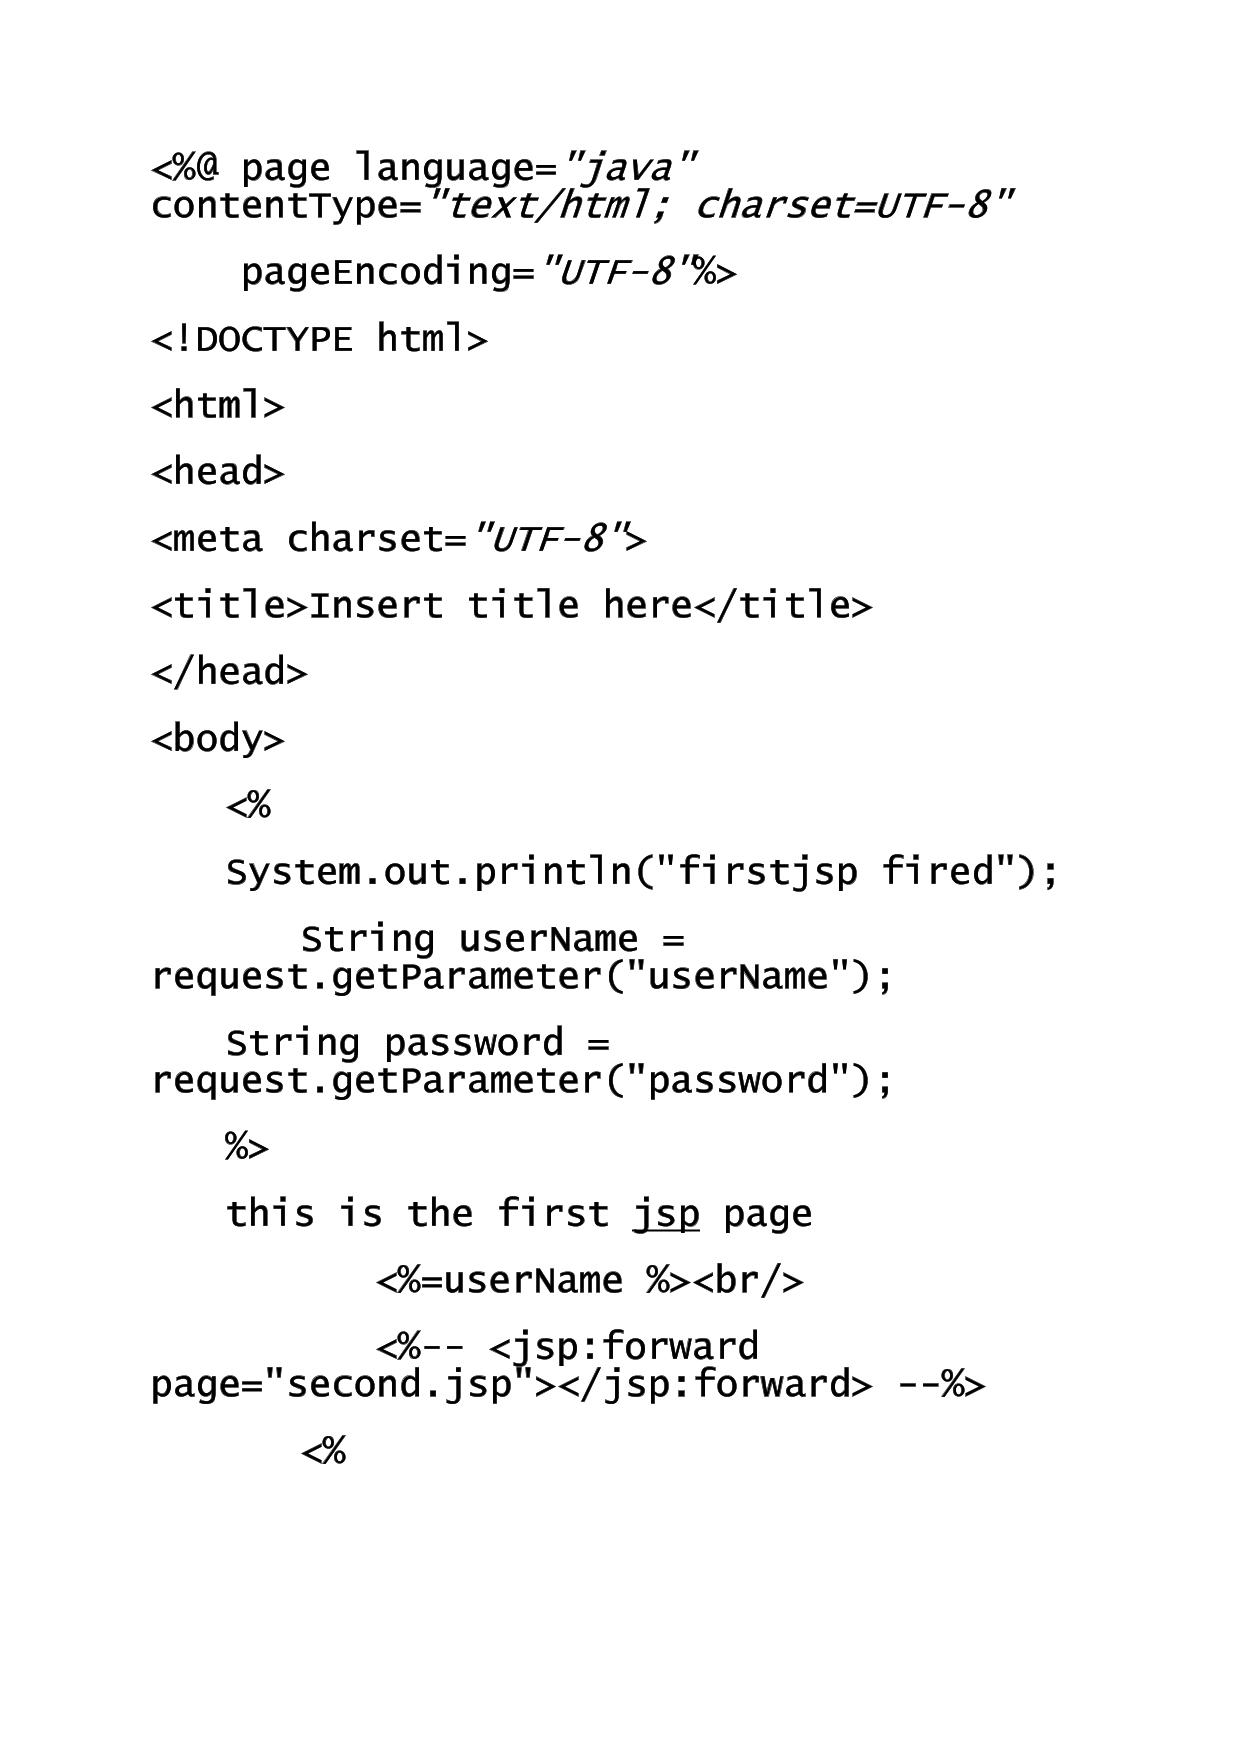 <%@ page language="java"
contentType="text/html; charset=UTF-8"
    pageEncoding="UTF-8"%>
<!DOCTYPE html>
<html>
<head>
<meta charset="UTF-8">
<title>Insert title here</title>
</head>
<body>
<%
System.out.println("firstjsp fired");
String userName =
request.getParameter("userName");
String password =
request.getParameter("password");
%>
this is the first jsp page
<%=userName %><br/>
<%-- <jsp:forward
page="second.jsp"></jsp:forward> --%>
<%